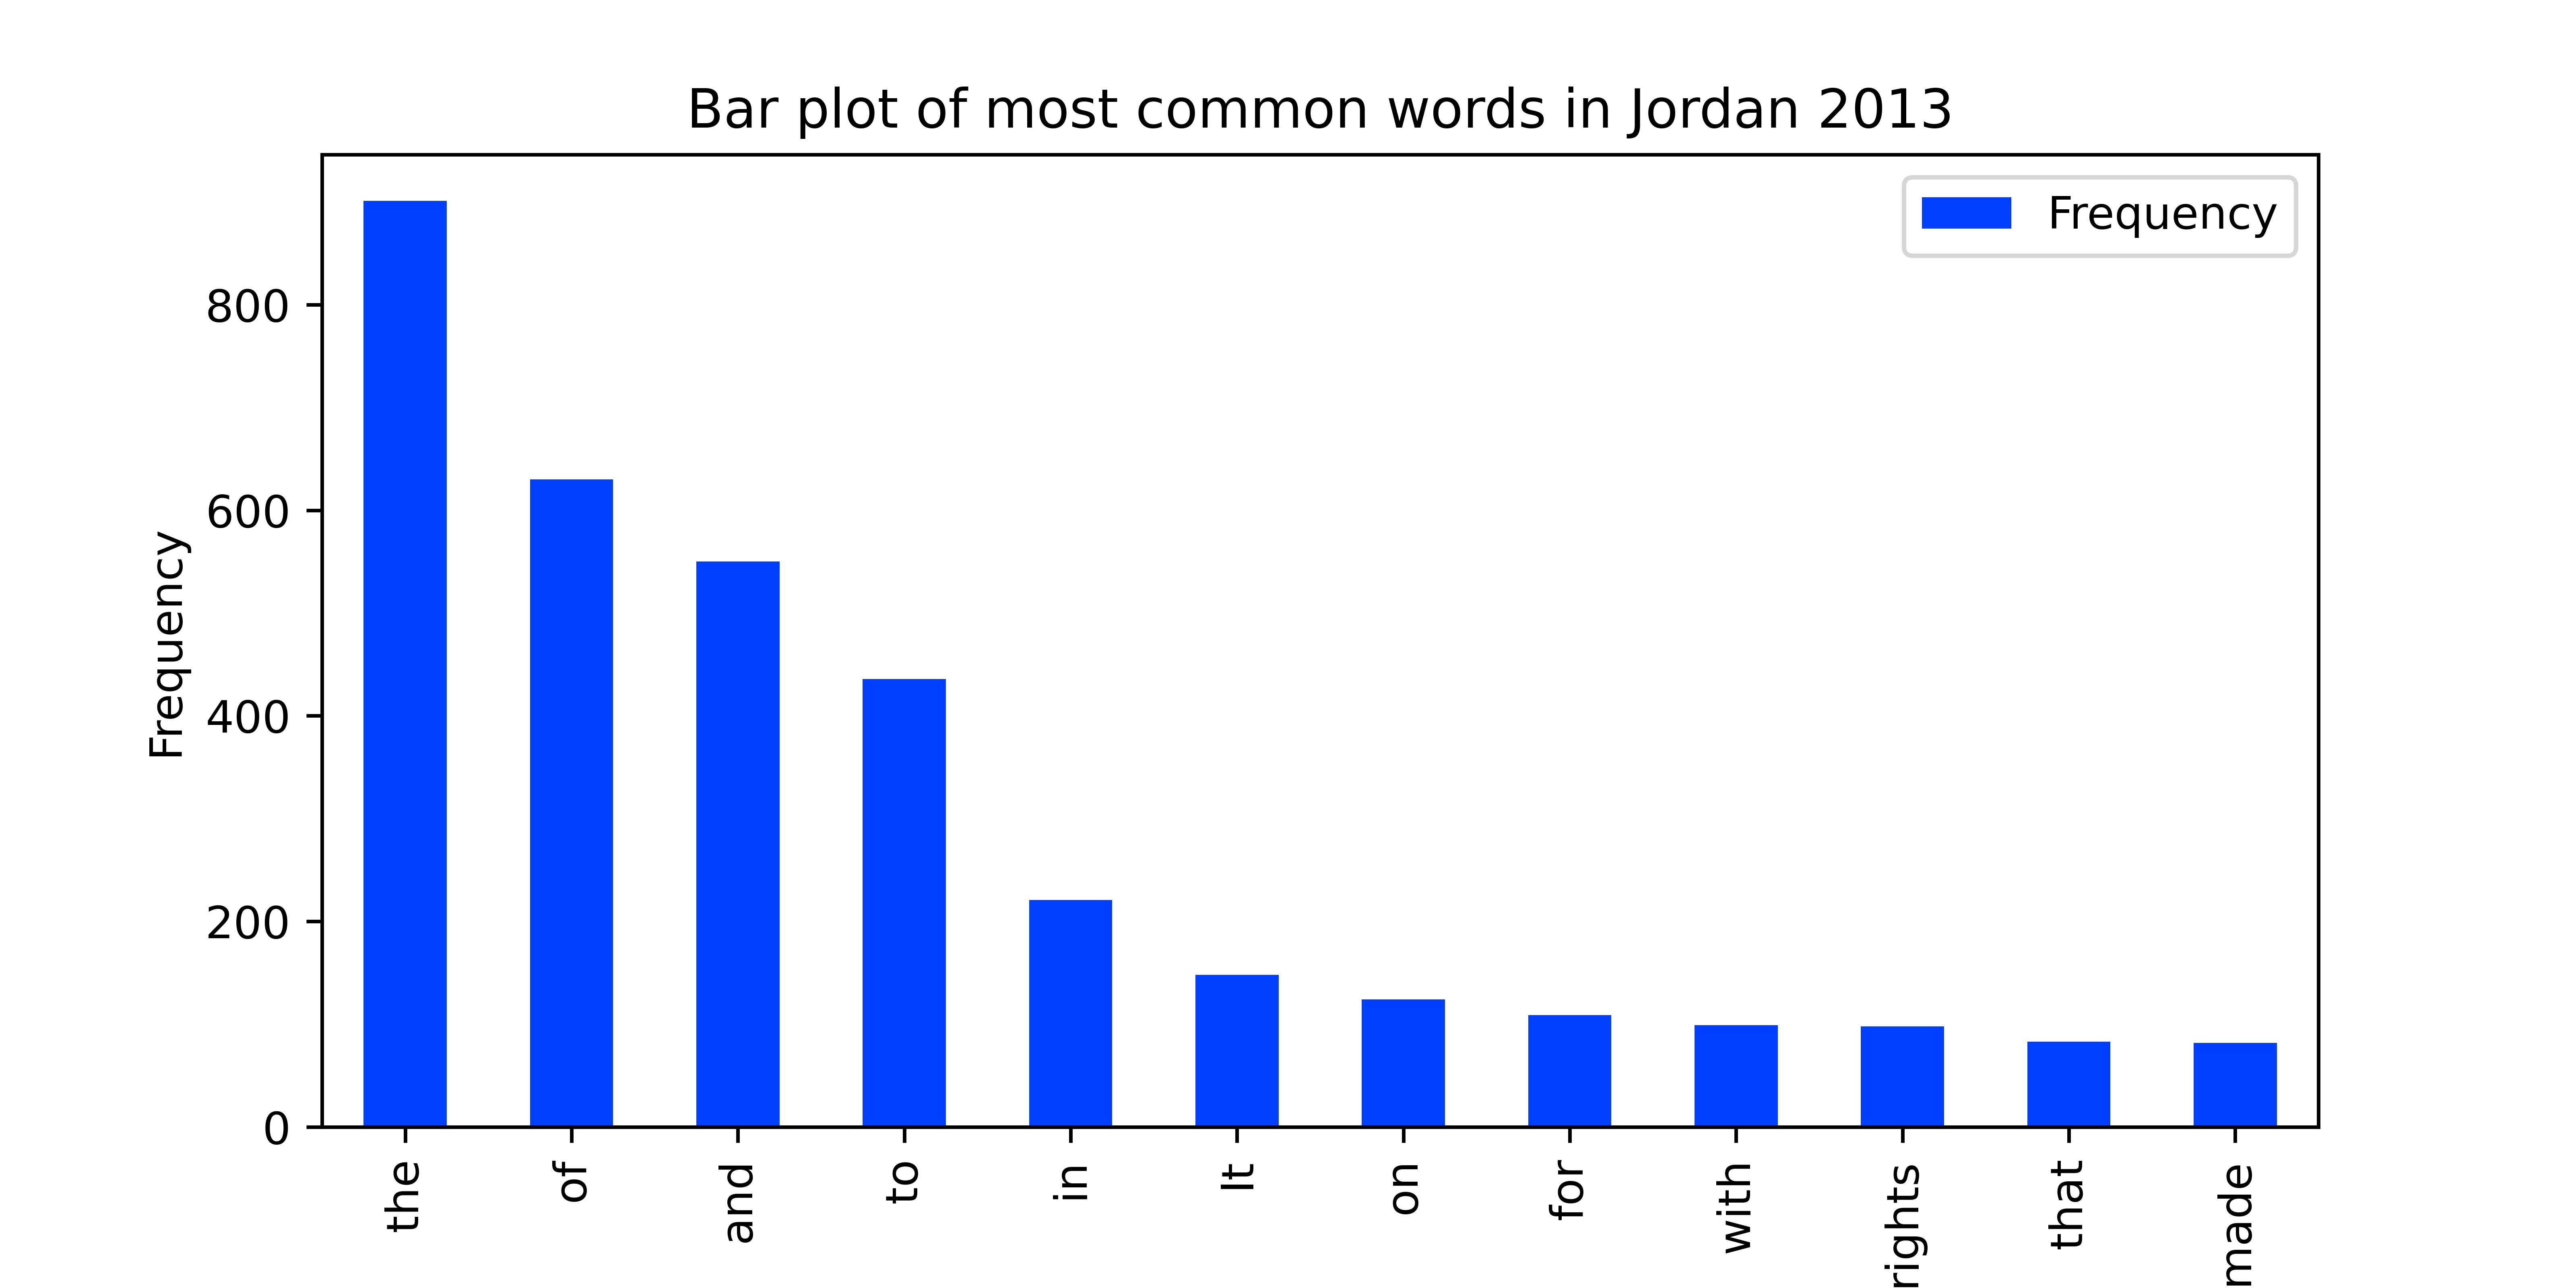 Bar plot of most common words in Jordan 2013
Frequency
800
600
400
200
0
Frequency
the
of
and
to
in
It
on
for
with
rights
that
made